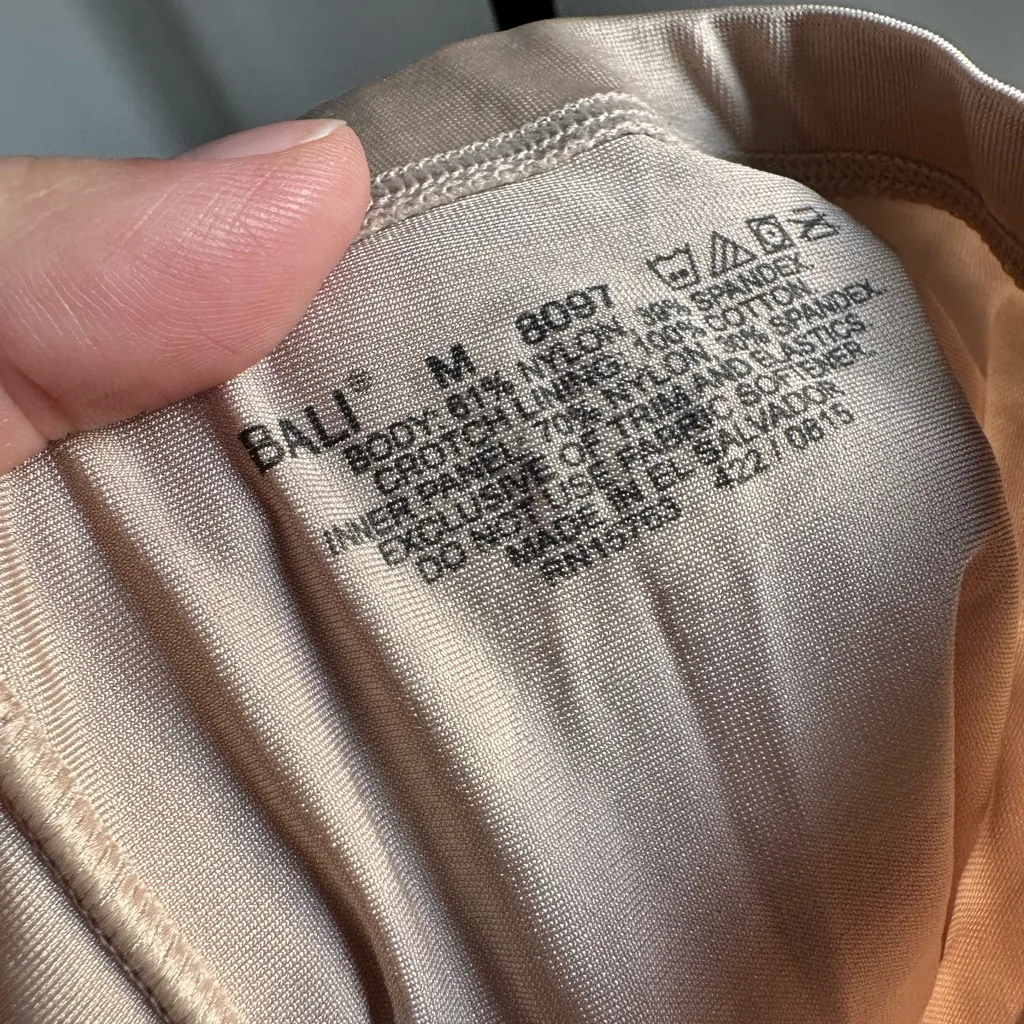 BALI® M 8097
BODY: 61% NYLON, 39% SPANDEX
CROTCH LINING: 100% COTTON
INNER PANEL: 70% NYLON, 30% SPANDEX.
EXCLUSIVE OF TRIM AND ELASTICS
DO NOT USE FABRIC SOFTENER.
MADE IN EL SALVADOR
RN15763 422 / 0815